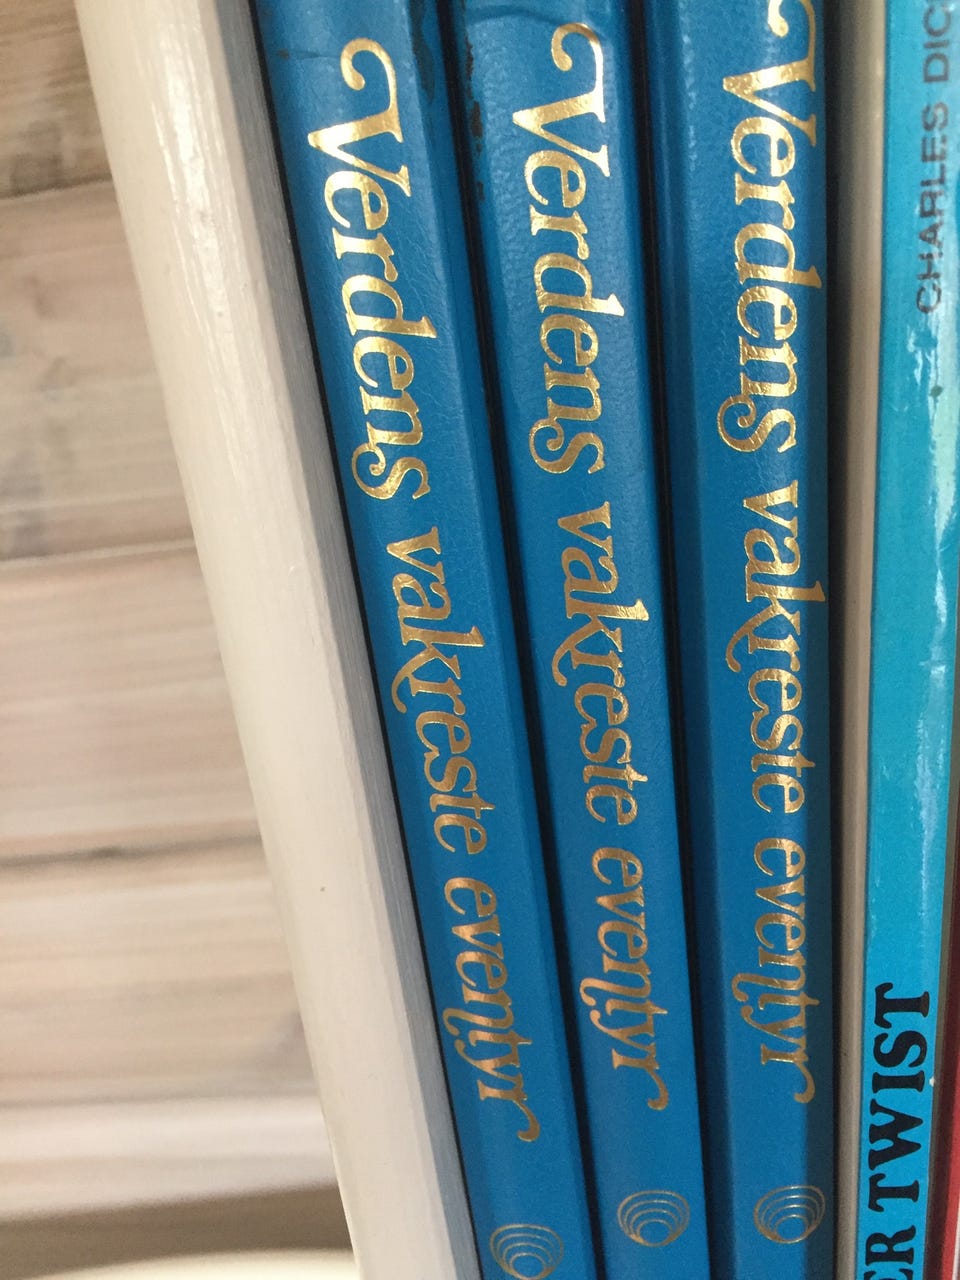 Verdens vakreste eventyr
Verdens vakreste eventyr
Verdens vakreste eventyr
ER TWIST • CHARLES DIC